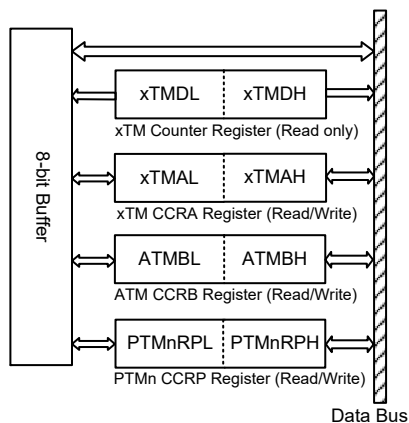 8-bit Buffer
xTMDL xTMDH
xTM Counter Register (Read only)
xTMAL xTMAH
xTM CCRA Register (Read/Write)
ATMBL ATMBH
ATM CCRB Register (Read/Write)
PTMnRPL PTMnRPH
PTMn CCRP Register (Read/Write)
Data Bus